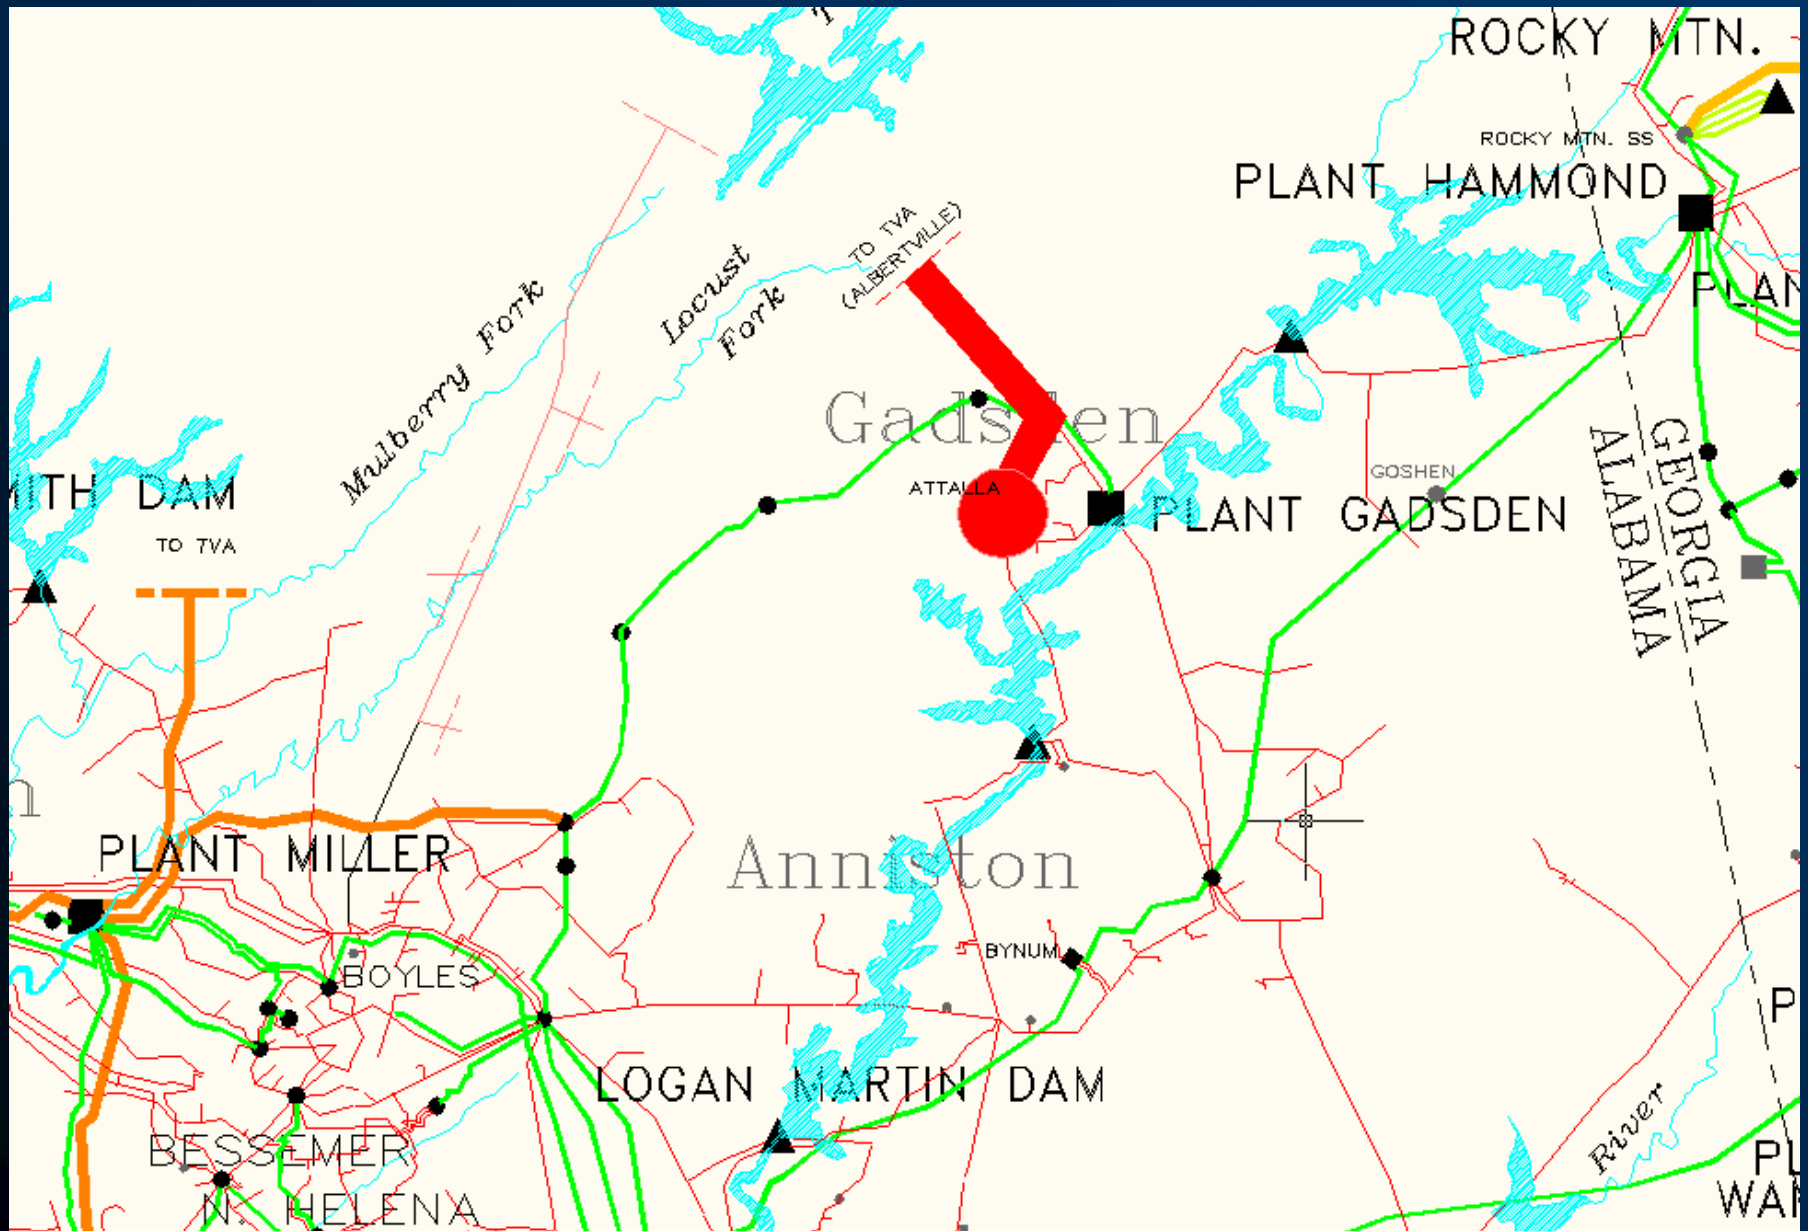 ROCKY MTN.
ROCKY MTN. SS
PLANT HAMMOND
TO TVA
(ALBERTVILLE)
Locust
Fork
Mulberry Fork
Gadsden
ATTALLA
PLANT GADSDEN
GOSHEN
GEORGIA
ALABAMA
DAM
TO TVA
PLANT MILLER
Anniston
BYNUM
BOYLES
LOGAN MARTIN DAM
BESSEMER
N. HELENA
River